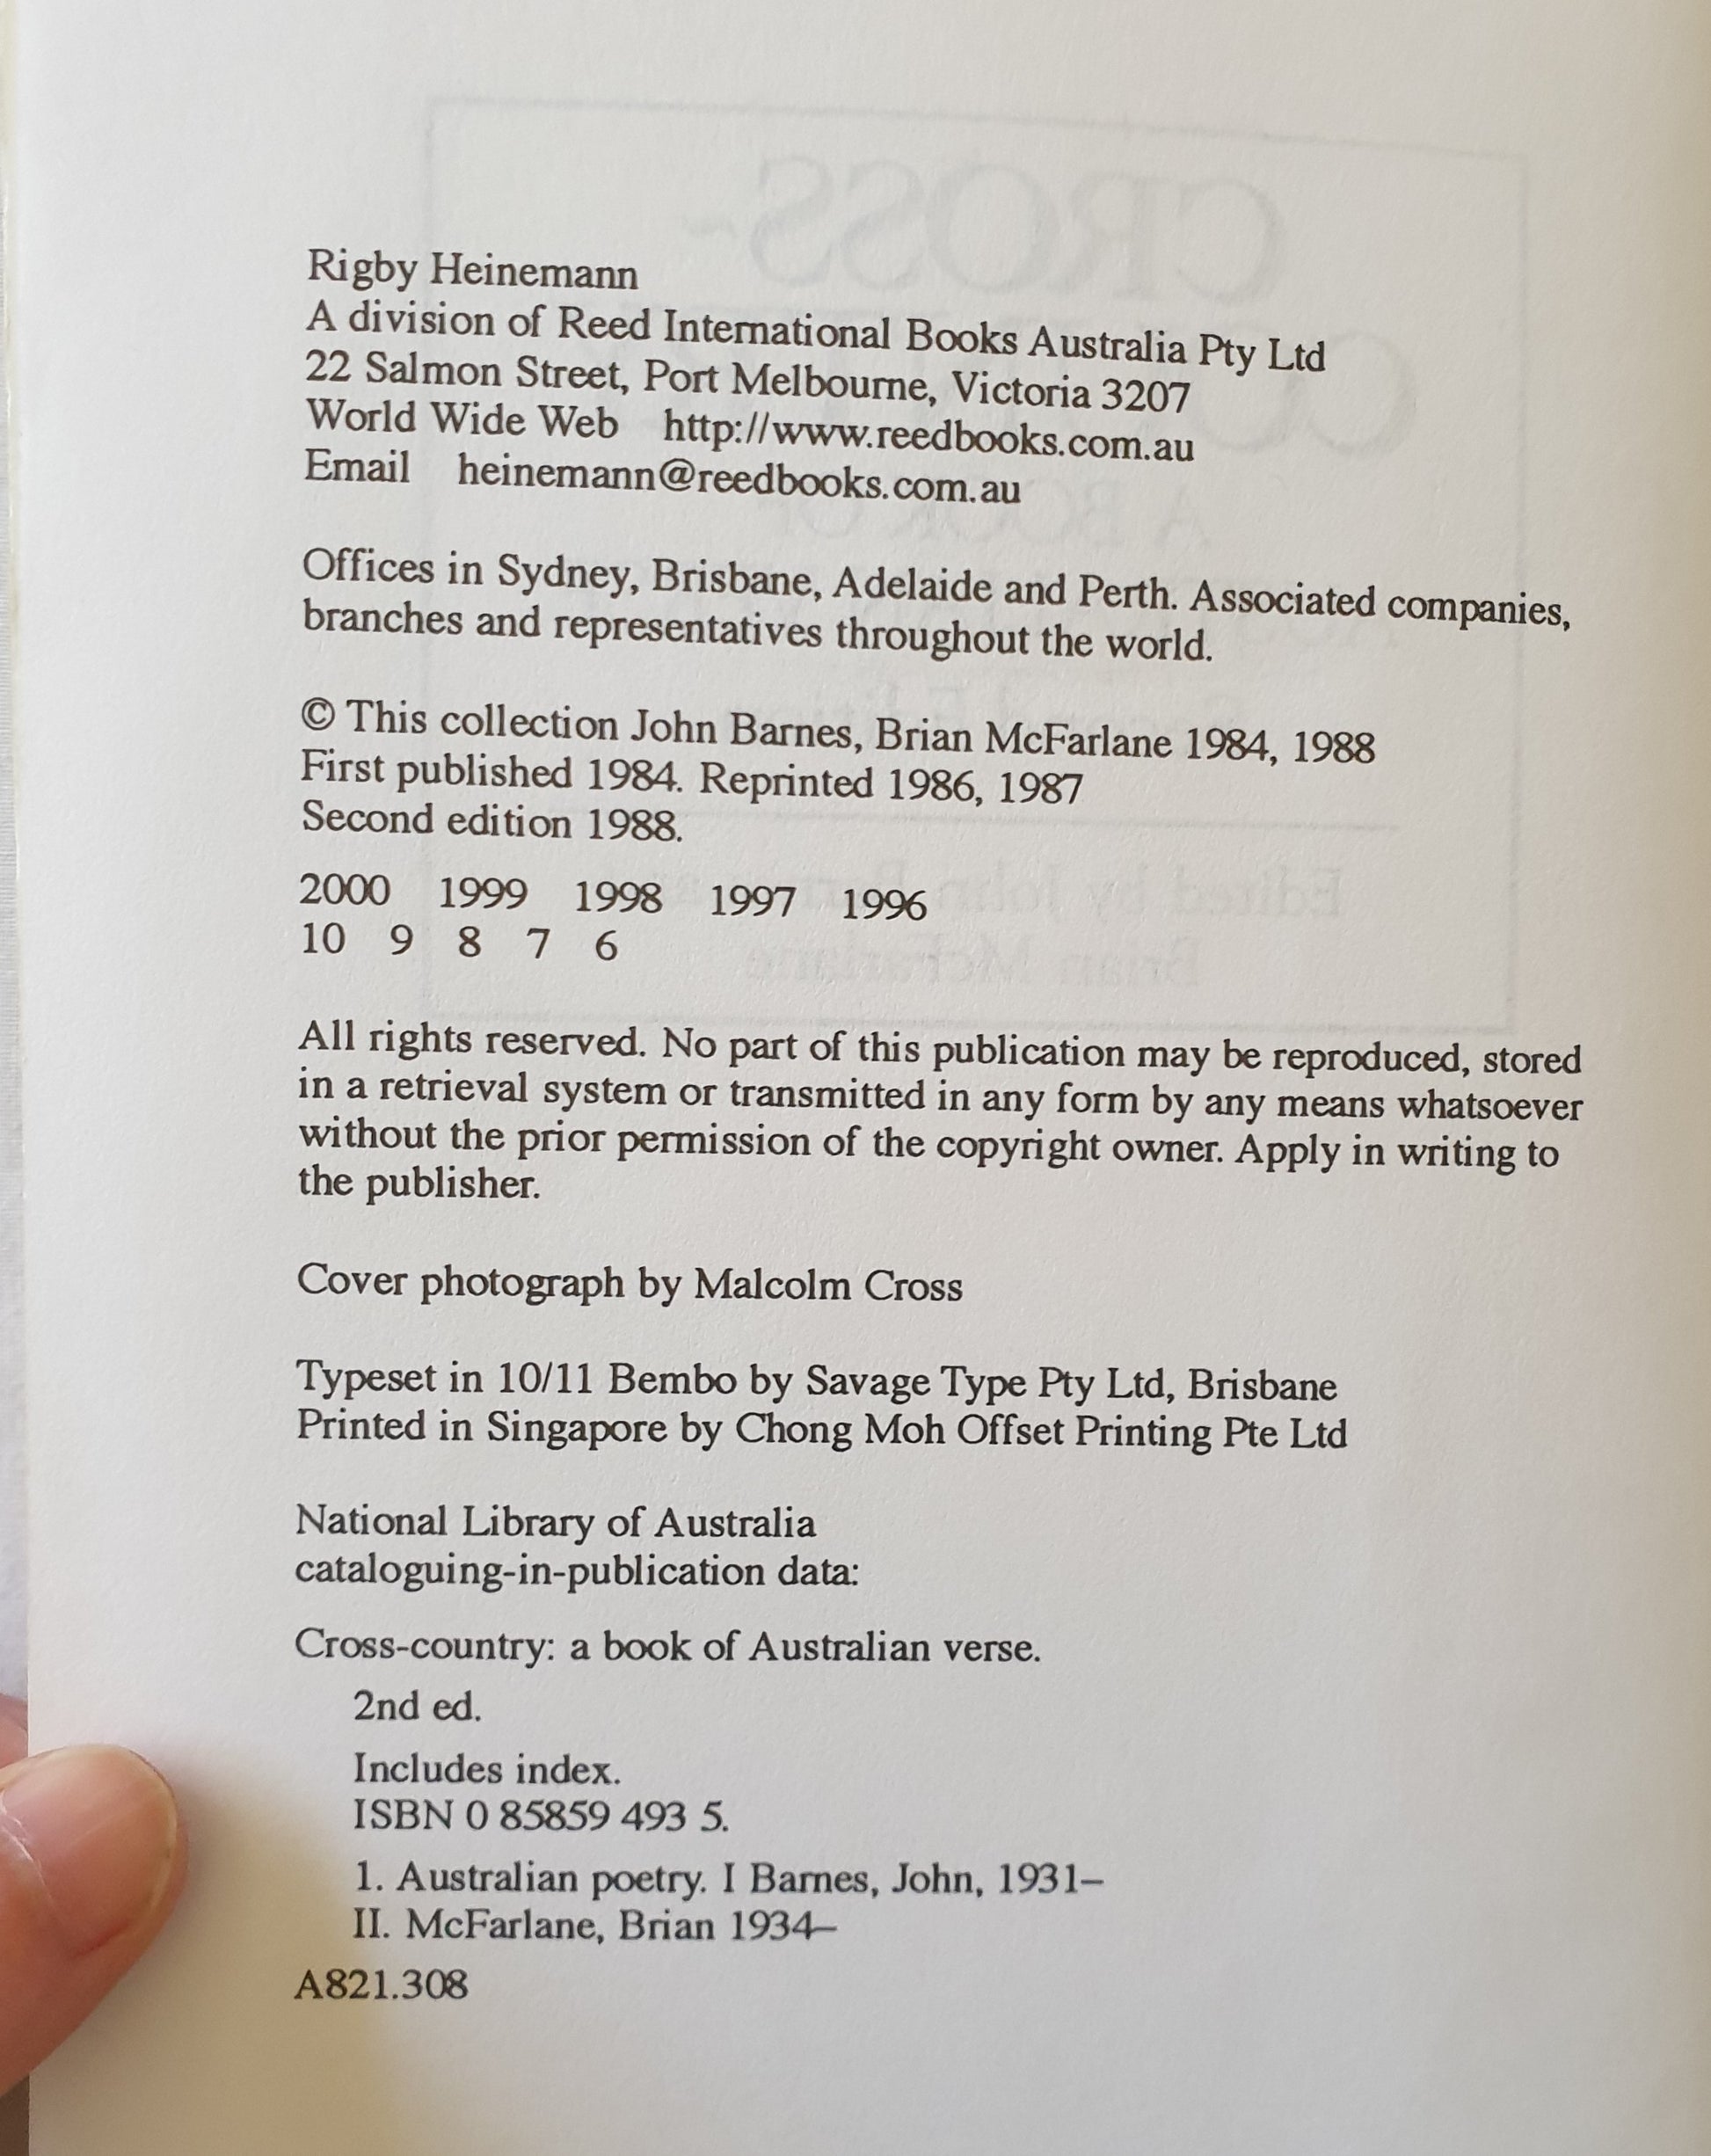 Rigby Heinemann
A division of Reed International Books Australia Pty Ltd
22 Salmon Street, Port Melbourne, Victoria 3207
World Wide Web http://www.reedbooks.com.au
Email heinemann@reedbooks.com.au
Offices in Sydney, Brisbane, Adelaide and Perth. Associated companies,
branches and representatives throughout the world.
© This collection John Barnes, Brian McFarlane 1984, 1988
First published 1984. Reprinted 1986, 1987
Second edition 1988.
2000 1999 1998 1997 1996
10 9 8 7 6
All rights reserved. No part of this publication may be reproduced, stored
in a retrieval system or transmitted in any form by any means whatsoever
without the prior permission of the copyright owner. Apply in writing to
the publisher.
Cover photograph by Malcolm Cross
Typeset in 10/11 Bembo by Savage Type Pty Ltd, Brisbane
Printed in Singapore by Chong Moh Offset Printing Pte Ltd
National Library of Australia
cataloguing-in-publication data:
Cross-country: a book of Australian verse.
2nd ed.
Includes index.
ISBN 0 85859 493 5.
1. Australian poetry. I Barnes, John, 1931–
II. McFarlane, Brian 1934–
A821.308